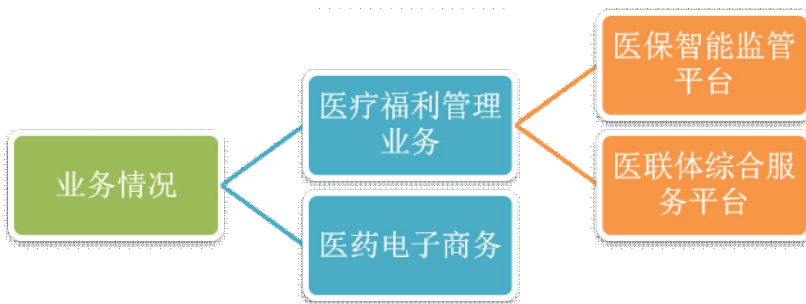 业务情况
医疗福利管理
业务
医药电子商务
医保智能监管
平台
医联体综合服
务平台